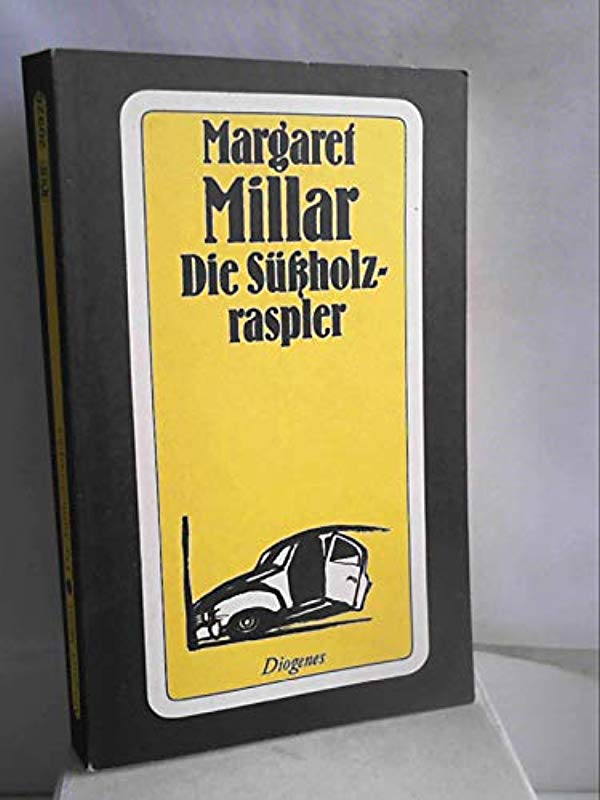 Margaret
Millar
Die Süßholz-
raspler
Diogenes